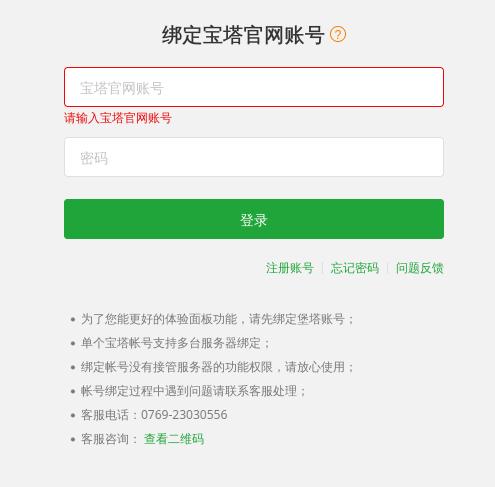 绑定宝塔官网账号 ?
宝塔官网账号
请输入宝塔官网账号
密码
登录
注册账号 | 忘记密码 | 问题反馈
• 为了您能更好的体验面板功能，请先绑定堡塔账号；
• 单个宝塔帐号支持多台服务器绑定；
• 绑定帐号没有接管服务器的功能权限，请放心使用；
• 帐号绑定过程中遇到问题请联系客服处理；
• 客服电话：0769-23030556
• 客服咨询： 查看二维码